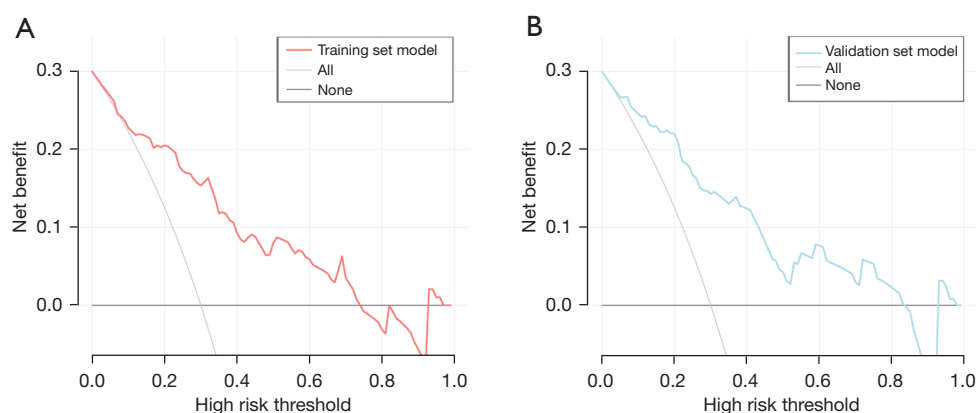 A
Training set model
All
None
Net benefit
0.3
0.2
0.1
0.0
0.0 0.2 0.4 0.6 0.8 1.0
High risk threshold
B
Validation set model
All
None
Net benefit
0.3
0.2
0.1
0.0
0.0 0.2 0.4 0.6 0.8 1.0
High risk threshold